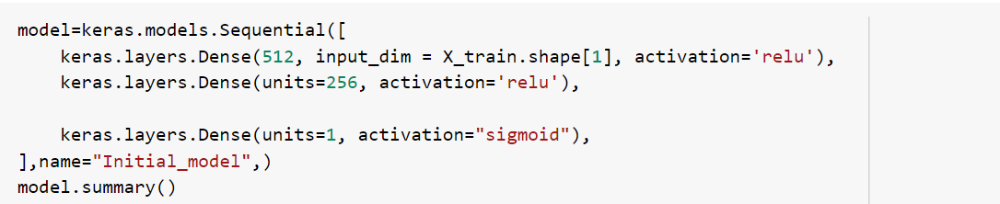 model=keras.models.Sequential([
    keras.layers.Dense(512, input_dim = X_train.shape[1], activation='relu'),
    keras.layers.Dense(units=256, activation='relu'),
    keras.layers.Dense(units=1, activation="sigmoid"),
],name="Initial_model",)
model.summary()